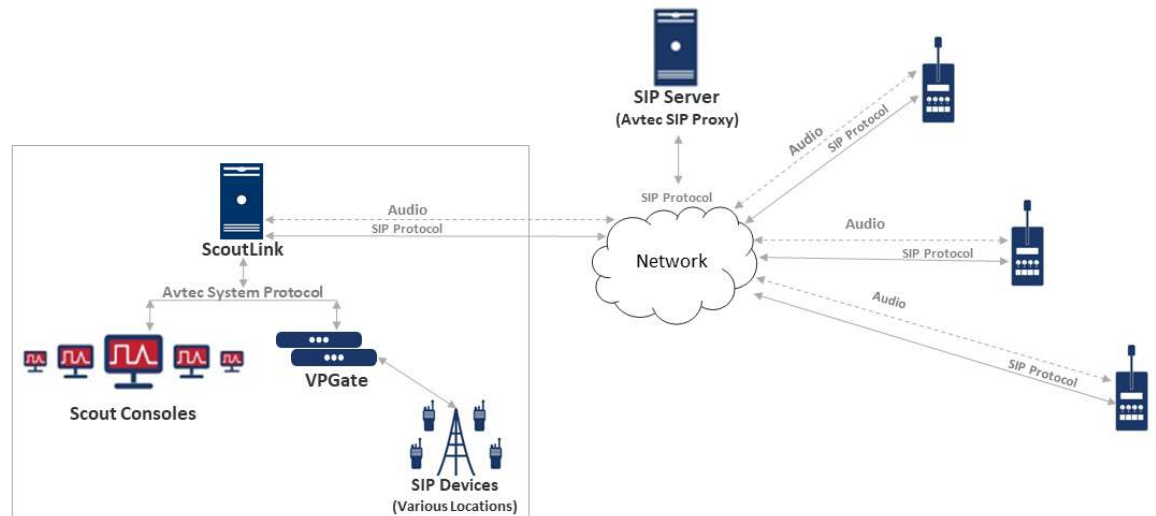 SIP Server
(Avtec SIP Proxy)
Audio
SIP Protocol
SIP Protocol
Audio
SIP Protocol
ScoutLink
Network
Audio
SIP Protocol
Avtec System Protocol
Audio
SIP Protocol
VPGate
Scout Consoles
SIP Devices
(Various Locations)